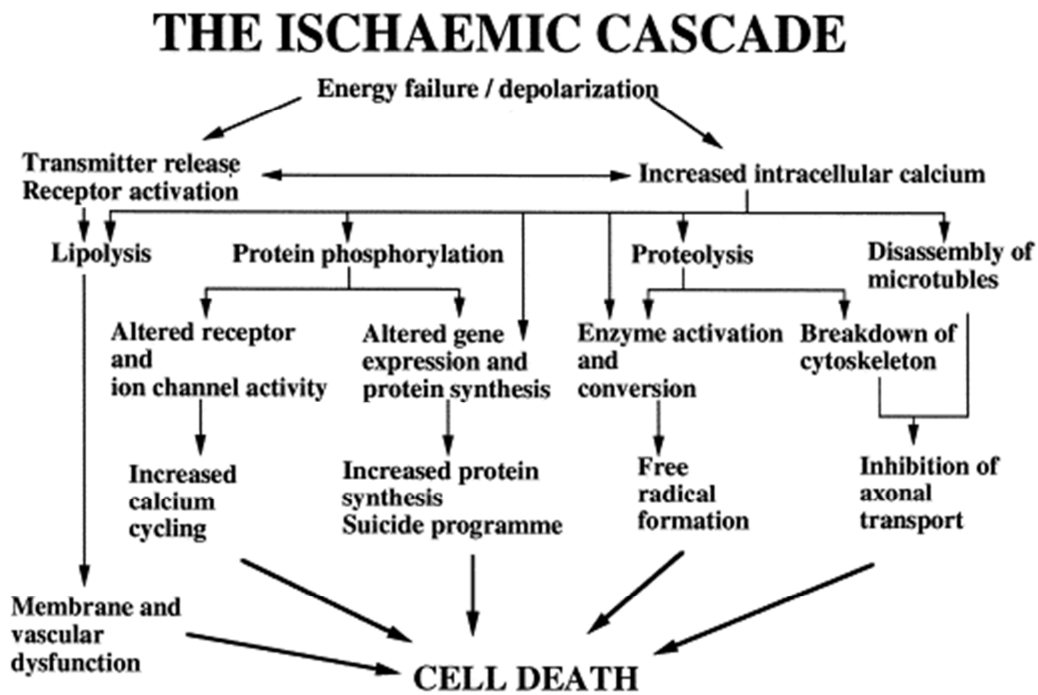 THE ISCHAEMIC CASCADE
Energy failure / depolarization
Transmitter release
Receptor activation
Increased intracellular calcium
Lipolysis
Protein phosphorylation
Proteolysis
Disassembly of
microtubles
Altered receptor
and
ion channel activity
Altered gene
expression and
protein synthesis
Enzyme activation
and
conversion
Breakdown of
cytoskeleton
Increased
calcium
cycling
Increased protein
synthesis
Suicide programme
Free
radical
formation
Inhibition of
axonal
transport
Membrane and
vascular
dysfunction
CELL DEATH